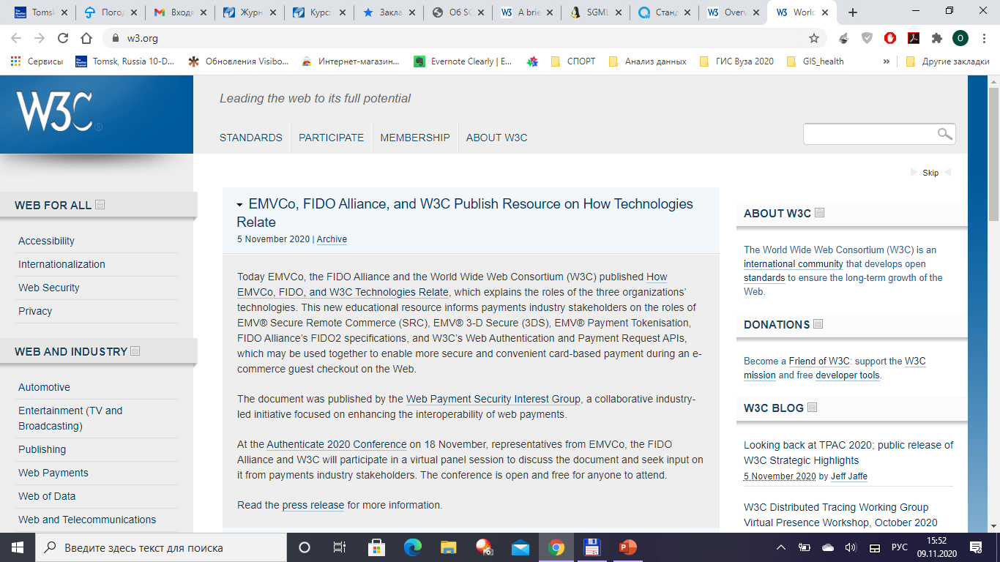 Tomsk
Погод
Входя
Журн
Курс:
Закла
Об SG
A brie
SGML
Станд
Overv
World
w3.org
O
Сервисы
Tomsk, Russia 10-D...
Обновления Visibo...
Интернет-магазин...
Evernote Clearly | E...
СПОРТ
Анализ данных
ГИС Вуза 2020
GIS_health
»
Другие закладки
W3C®
Leading the web to its full potential
STANDARDS
PARTICIPATE
MEMBERSHIP
ABOUT W3C
Skip
WEB FOR ALL
Accessibility
Internationalization
Web Security
Privacy
WEB AND INDUSTRY
Automotive
Entertainment (TV and
Broadcasting)
Publishing
Web Payments
Web of Data
Web and Telecommunications
EMVCo, FIDO Alliance, and W3C Publish Resource on How Technologies
Relate
5 November 2020 | Archive
Today EMVCo, the FIDO Alliance and the World Wide Web Consortium (W3C) published How
EMVCo, FIDO, and W3C Technologies Relate, which explains the roles of the three organizations’
technologies. This new educational resource informs payments industry stakeholders on the roles of
EMV® Secure Remote Commerce (SRC), EMV® 3-D Secure (3DS), EMV® Payment Tokenisation,
FIDO Alliance’s FIDO2 specifications, and W3C’s Web Authentication and Payment Request APIs,
which may be used together to enable more secure and convenient card-based payment during an e-
commerce guest checkout on the Web.
The document was published by the Web Payment Security Interest Group, a collaborative industry-
led initiative focused on enhancing the interoperability of web payments.
At the Authenticate 2020 Conference on 18 November, representatives from EMVCo, the FIDO
Alliance and W3C will participate in a virtual panel session to discuss the document and seek input on
it from payments industry stakeholders. The conference is open and free for anyone to attend.
Read the press release for more information.
ABOUT W3C
The World Wide Web Consortium (W3C) is an
international community that develops open
standards to ensure the long-term growth of the
Web.
DONATIONS
Become a Friend of W3C: support the W3C
mission and free developer tools.
W3C BLOG
Looking back at TPAC 2020; public release of
W3C Strategic Highlights
5 November 2020 by Jeff Jaffe
W3C Distributed Tracing Working Group
Virtual Presence Workshop, October 2020
Введите здесь текст для поиска
РУС
15:52
09.11.2020